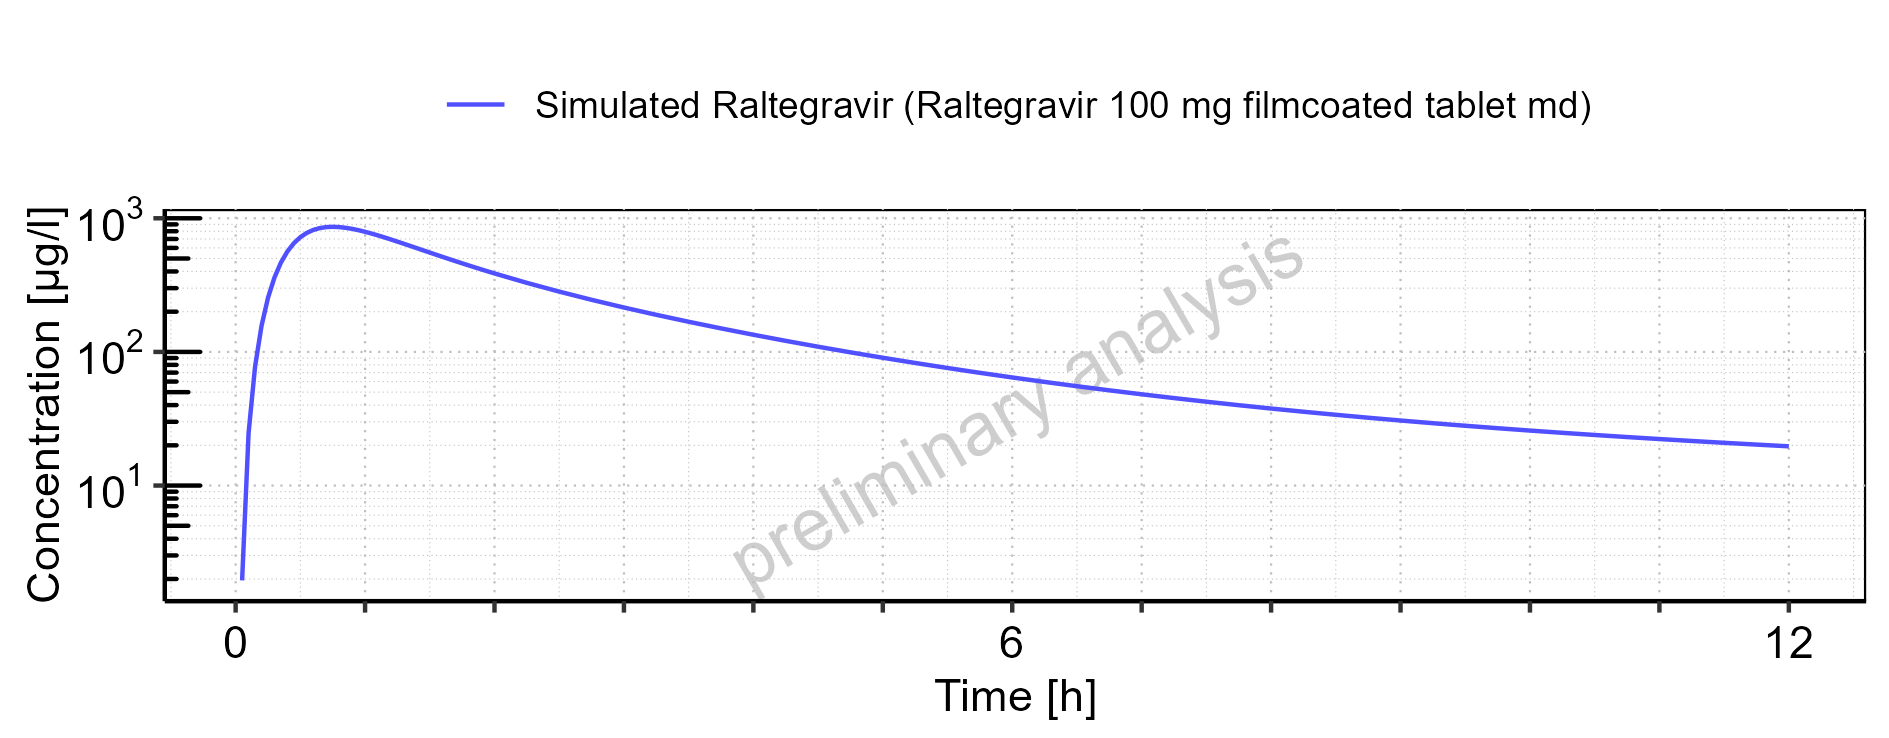 Simulated Raltegravir (Raltegravir 100 mg filmcoated tablet md)
Concentration [µg/l]
10³
10²
10¹
preliminary analysis
0 6 12
Time [h]